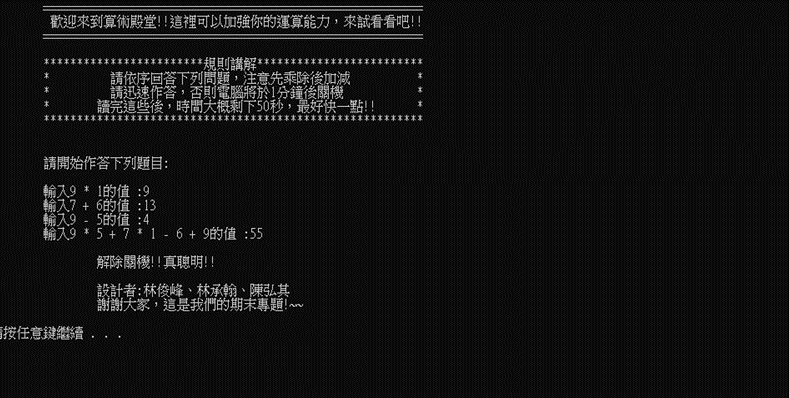 歡迎來到算術殿堂!!這裡可以加強你的運算能力，來試看看吧!!
************************規則講解*************************
* 請依序回答下列問題，注意先乘除後加減 *
* 請迅速作答，否則電腦將於1分鐘後關機 *
* 讀完這些後，時間大概剩下50秒，最好快一點!! *
*********************************************************
請開始作答下列題目:
輸入9 * 1的值 :9
輸入7 + 6的值 :13
輸入9 - 5的值 :4
輸入9 * 5 + 7 * 1 - 6 + 9的值 :55
解除關機!!真聰明!!
設計者:林俊峰、林承翰、陳弘其
謝謝大家，這是我們的期末專題!~~
請按任意鍵繼續 . . .